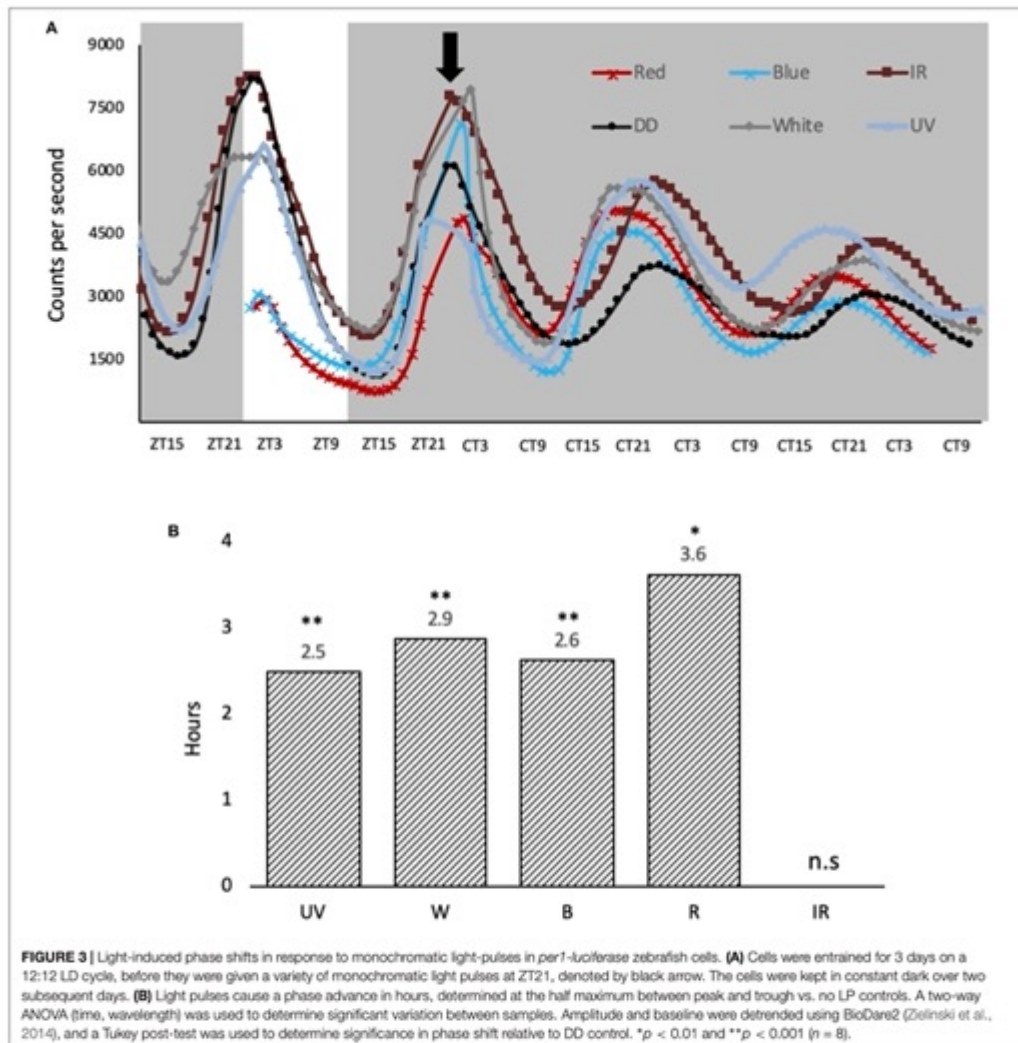 A
9000
7500
6000
4500
3000
1500
Counts per second
Red
Blue
IR
DD
White
UV
ZT15 ZT21 ZT3 ZT9 ZT15 ZT21 CT3 CT9 CT15 CT21 CT3 CT9 CT15 CT21 CT3 CT9
B
4
3
2
1
0
Hours
**
2.5
**
2.9
**
2.6
*
3.6
n.s
UV W B R IR
FIGURE 3 | Light-induced phase shifts in response to monochromatic light-pulses in per1-luciferase zebrafish cells. (A) Cells were entrained for 3 days on a
12:12 LD cycle, before they were given a variety of monochromatic light pulses at ZT21, denoted by black arrow. The cells were kept in constant dark over two
subsequent days. (B) Light pulses cause a phase advance in hours, determined at the half maximum between peak and trough vs. no LP controls. A two-way
ANOVA (time, wavelength) was used to determine significant variation between samples. Amplitude and baseline were detrended using BioDare2 (Zielinski et al.,
2014), and a Tukey post-test was used to determine significance in phase shift relative to DD control. *p < 0.01 and **p < 0.001 (n = 8).